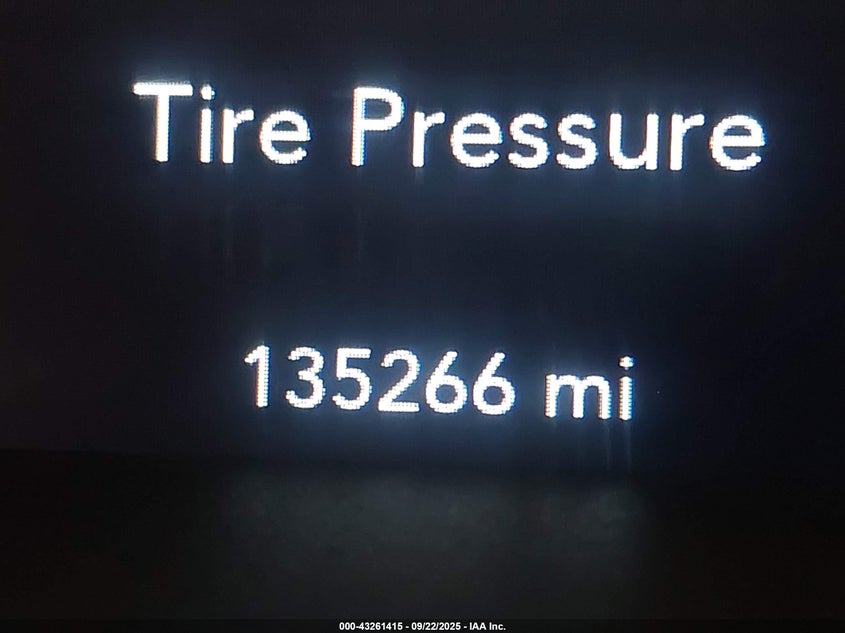 Tire Pressure
135266 mi
000-43261415 - 09/22/2025 - IAA Inc.